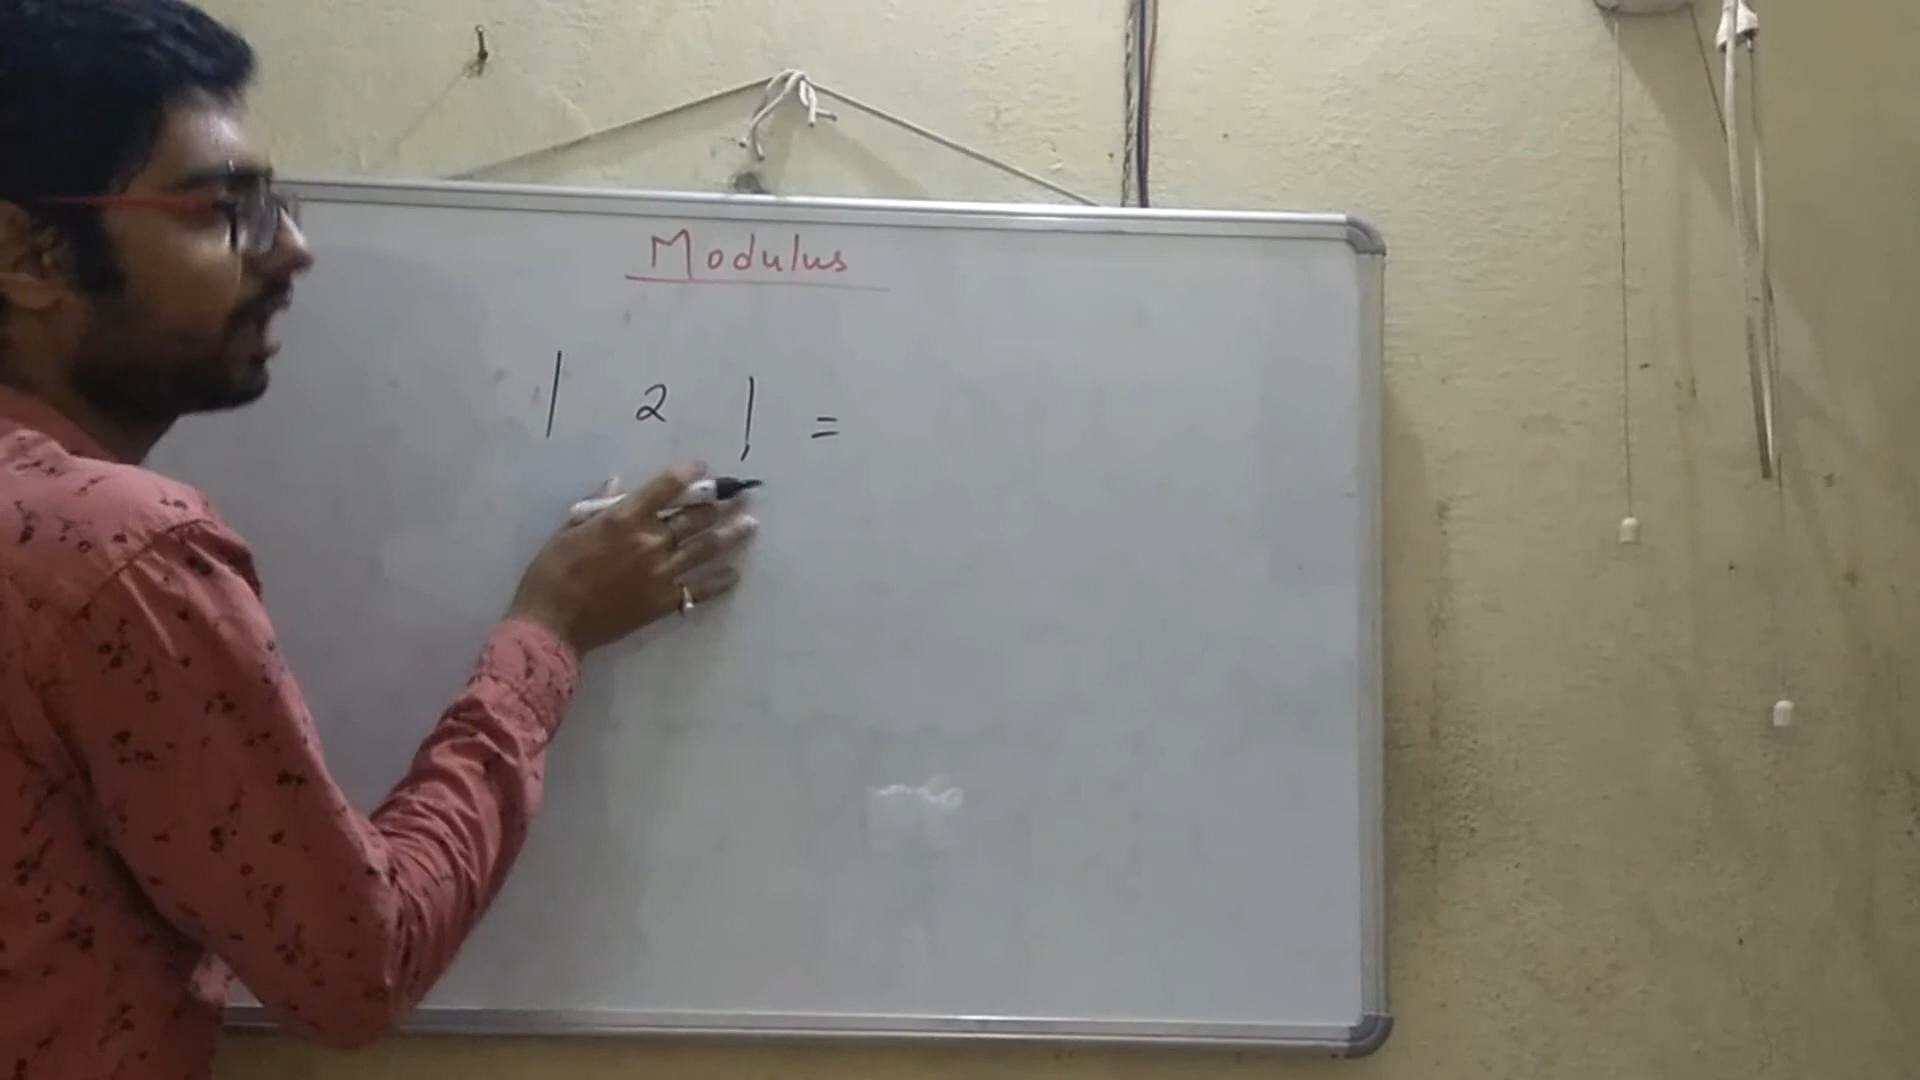 Modulus
| 2 | =